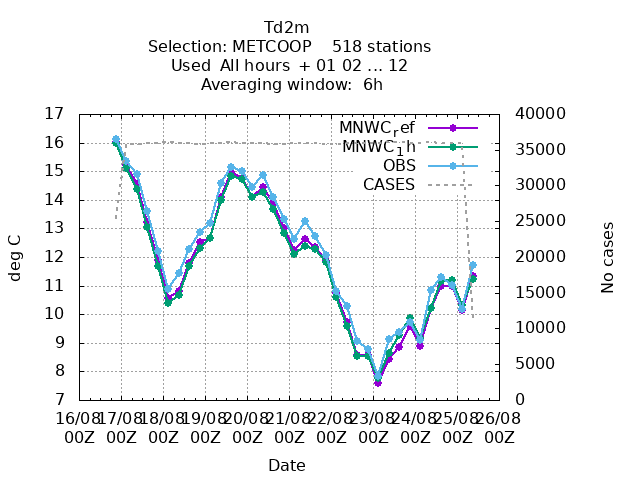 Td2m
Selection: METCOOP    518 stations
Used  All hours  + 01 02 ... 12
Averaging window:  6h
17
16
15
14
13
12
11
10
9
8
7
deg C
40000
35000
30000
25000
20000
15000
10000
5000
0
No cases
MNWC_ref
MNWC_1h
OBS
CASES
16/08 17/08 18/08 19/08 20/08 21/08 22/08 23/08 24/08 25/08 26/08
00Z 00Z 00Z 00Z 00Z 00Z 00Z 00Z 00Z 00Z 00Z
Date